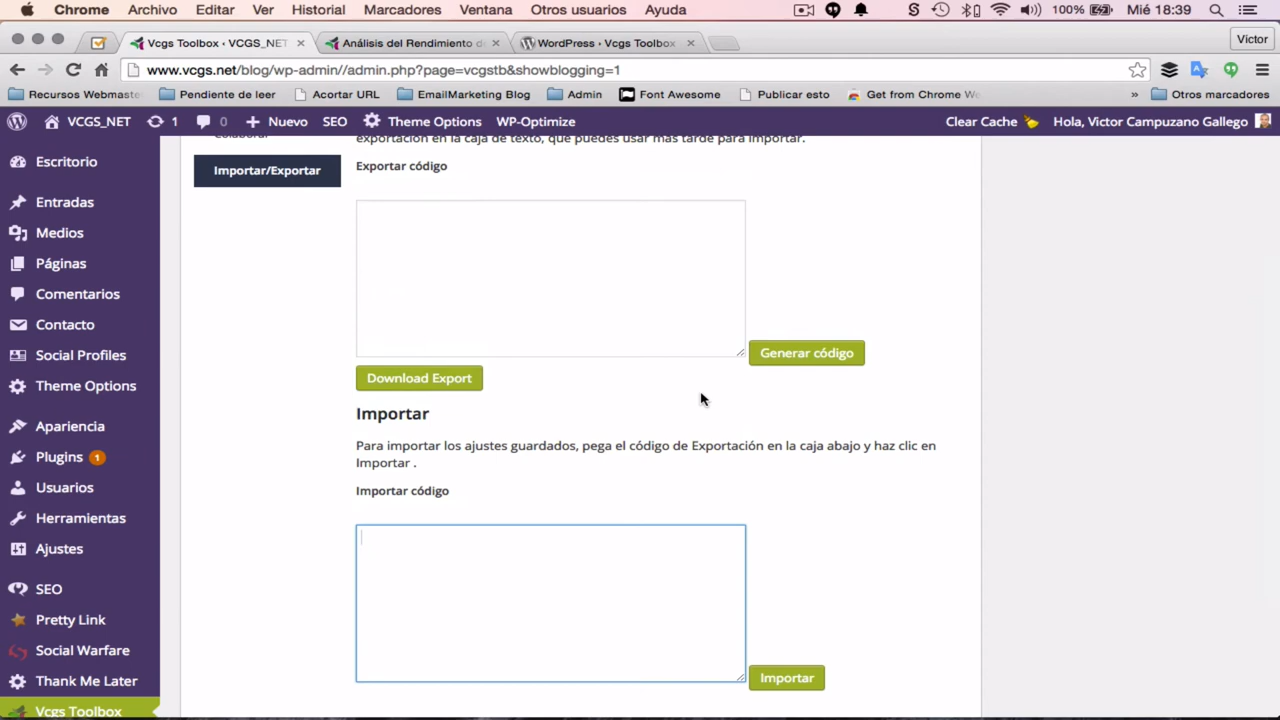 Chrome Archivo Editar Ver Historial Marcadores Ventana Otros usuarios Ayuda 100% Mié 18:39
Vcgs Toolbox · VCGS_NET Análisis del Rendimiento d WordPress · Vcgs Toolbox Victor
www.vcgs.net/blog/wp-admin//admin.php?page=vcgstb&showblogging=1
Recursos Webmaste Pendiente de leer Acortar URL EmailMarketing Blog Admin Font Awesome Publicar esto Get from Chrome We » Otros marcadores
VCGS_NET 1 0 Nuevo SEO Theme Options WP-Optimize Clear Cache Hola, Victor Campuzano Gallego
Colaborar
exportación en la caja de texto, que puedes usar más tarde para importar.
Importar/Exportar
Exportar código
Escritorio
Entradas
Medios
Páginas
Comentarios
Contacto
Social Profiles
Theme Options
Apariencia
Plugins 1
Usuarios
Herramientas
Ajustes
SEO
Pretty Link
Social Warfare
Thank Me Later
Vcgs Toolbox
Generar código
Download Export
Importar
Para importar los ajustes guardados, pega el código de Exportación en la caja abajo y haz clic en
Importar .
Importar código
Importar